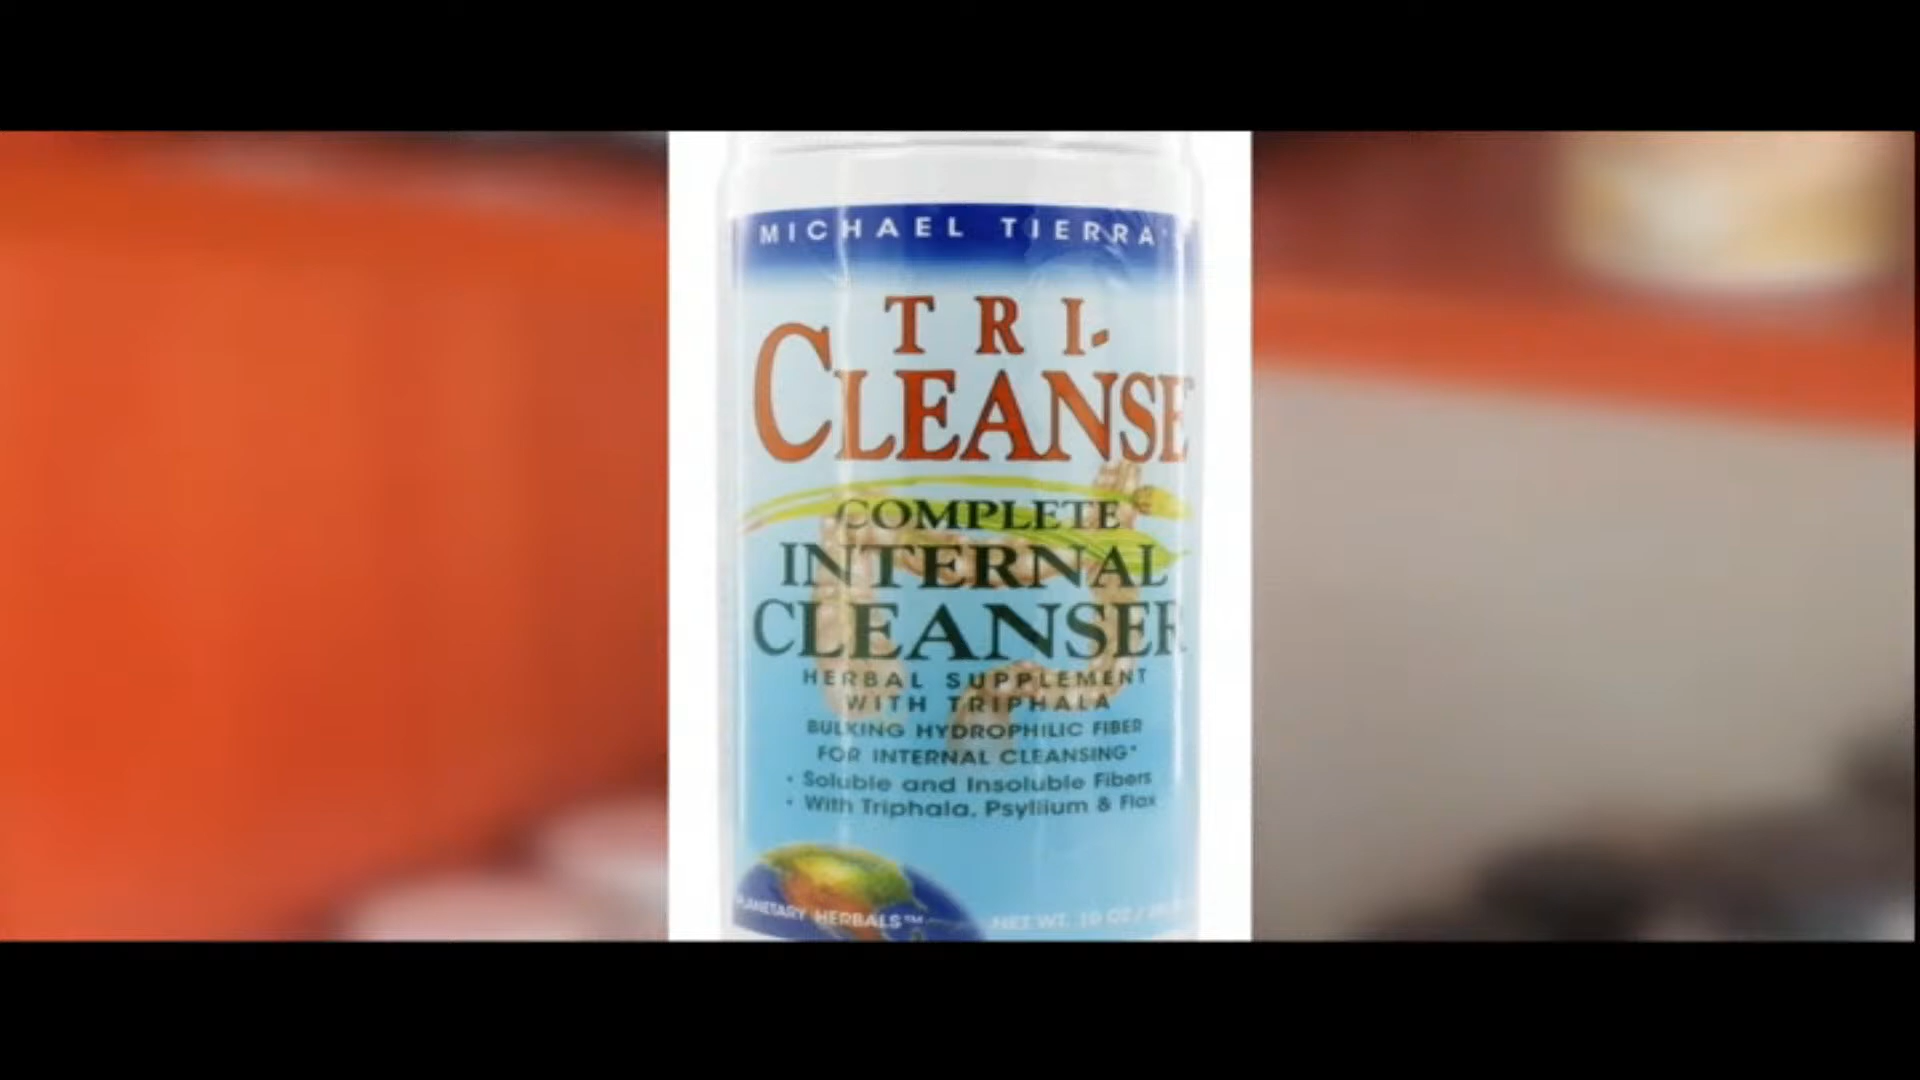 MICHAEL TIERRA'
TRI-
CLEANSE
COMPLETE
INTERNAL
CLEANSER
HERBAL SUPPLEMENT
WITH TRIPHALA
BULKING HYDROPHILIC FIBER
FOR INTERNAL CLEANSING*
• Soluble and Insoluble Fibers
• With Triphala, Psyllium & Flax
PLANETARY HERBALS™
NET WT. 10 OZ /